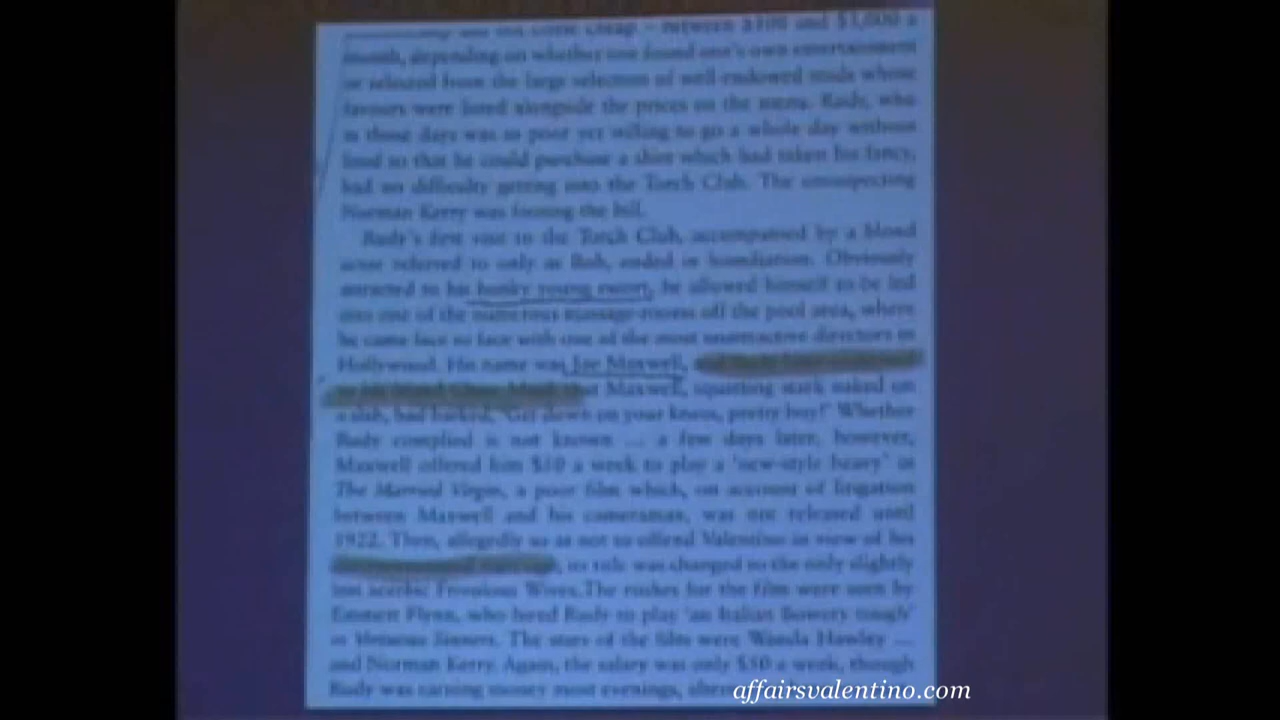 month, depending on whether one found one's own entertainment
or selected from the large selection of well-endowed studs whose
favours were listed alongside the prices on the menu. Rudy, who
in those days was so poor yet willing to go a whole day without
food so that he could purchase a shirt which had taken his fancy,
had no difficulty getting into the Torch Club. The unsuspecting
Norman Kerry was footing the bill.
Rudy's first visit to the Torch Club, accompanied by a blond
actor referred to only as Bob, ended in humiliation. Obviously
attracted to his hunky young escort, he allowed himself to be led
into one of the numerous massage-rooms off the pool area, where
he came face to face with one of the most unattractive directors in
Hollywood. His name was Joe Maxwell,
Maxwell, squatting stark naked on
a slab, had barked, 'Get down on your knees, pretty boy!' Whether
Rudy complied is not known ... a few days later, however,
Maxwell offered him $50 a week to play a 'new-style heavy' in
The Married Virgin, a poor film which, on account of litigation
between Maxwell and his cameraman, was not released until
1922. Then, allegedly so as not to offend Valentino in view of his
, its title was changed to the only slightly
less acerbic Frivolous Wives. The rushes for the film were seen by
Emmett Flynn, who hired Rudy to play 'an Italian Bowery tough'
in Virtuous Sinners. The stars of the film were Wanda Hawley ...
and Norman Kerry. Again, the salary was only $50 a week, though
Rudy was earning money most evenings,
affairsvalentino.com